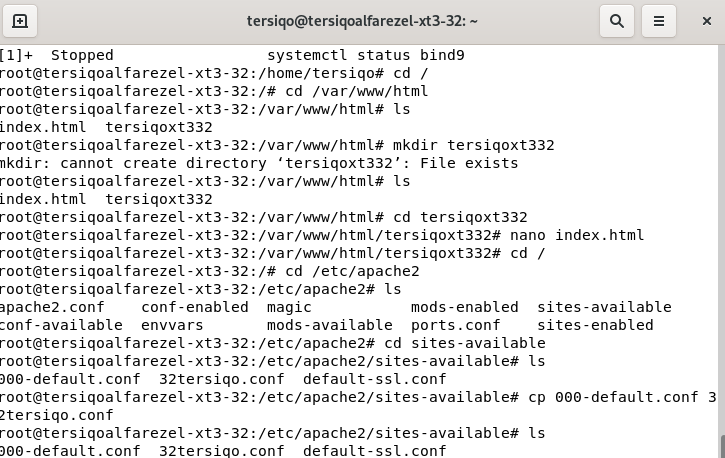 tersiqo@tersiqoalfarezel-xt3-32: ~
[1]+  Stopped                 systemctl status bind9
root@tersiqoalfarezel-xt3-32:/home/tersiqo# cd /
root@tersiqoalfarezel-xt3-32:/# cd /var/www/html
root@tersiqoalfarezel-xt3-32:/var/www/html# ls
index.html  tersiqoxt332
root@tersiqoalfarezel-xt3-32:/var/www/html# mkdir tersiqoxt332
mkdir: cannot create directory ‘tersiqoxt332’: File exists
root@tersiqoalfarezel-xt3-32:/var/www/html# ls
index.html  tersiqoxt332
root@tersiqoalfarezel-xt3-32:/var/www/html# cd tersiqoxt332
root@tersiqoalfarezel-xt3-32:/var/www/html/tersiqoxt332# nano index.html
root@tersiqoalfarezel-xt3-32:/var/www/html/tersiqoxt332# cd /
root@tersiqoalfarezel-xt3-32:/# cd /etc/apache2
root@tersiqoalfarezel-xt3-32:/etc/apache2# ls
apache2.conf    conf-enabled  magic           mods-enabled  sites-available
conf-available  envvars       mods-available  ports.conf    sites-enabled
root@tersiqoalfarezel-xt3-32:/etc/apache2# cd sites-available
root@tersiqoalfarezel-xt3-32:/etc/apache2/sites-available# ls
000-default.conf  32tersiqo.conf  default-ssl.conf
root@tersiqoalfarezel-xt3-32:/etc/apache2/sites-available# cp 000-default.conf 3
2tersiqo.conf
root@tersiqoalfarezel-xt3-32:/etc/apache2/sites-available# ls
000-default.conf  32tersiqo.conf  default-ssl.conf